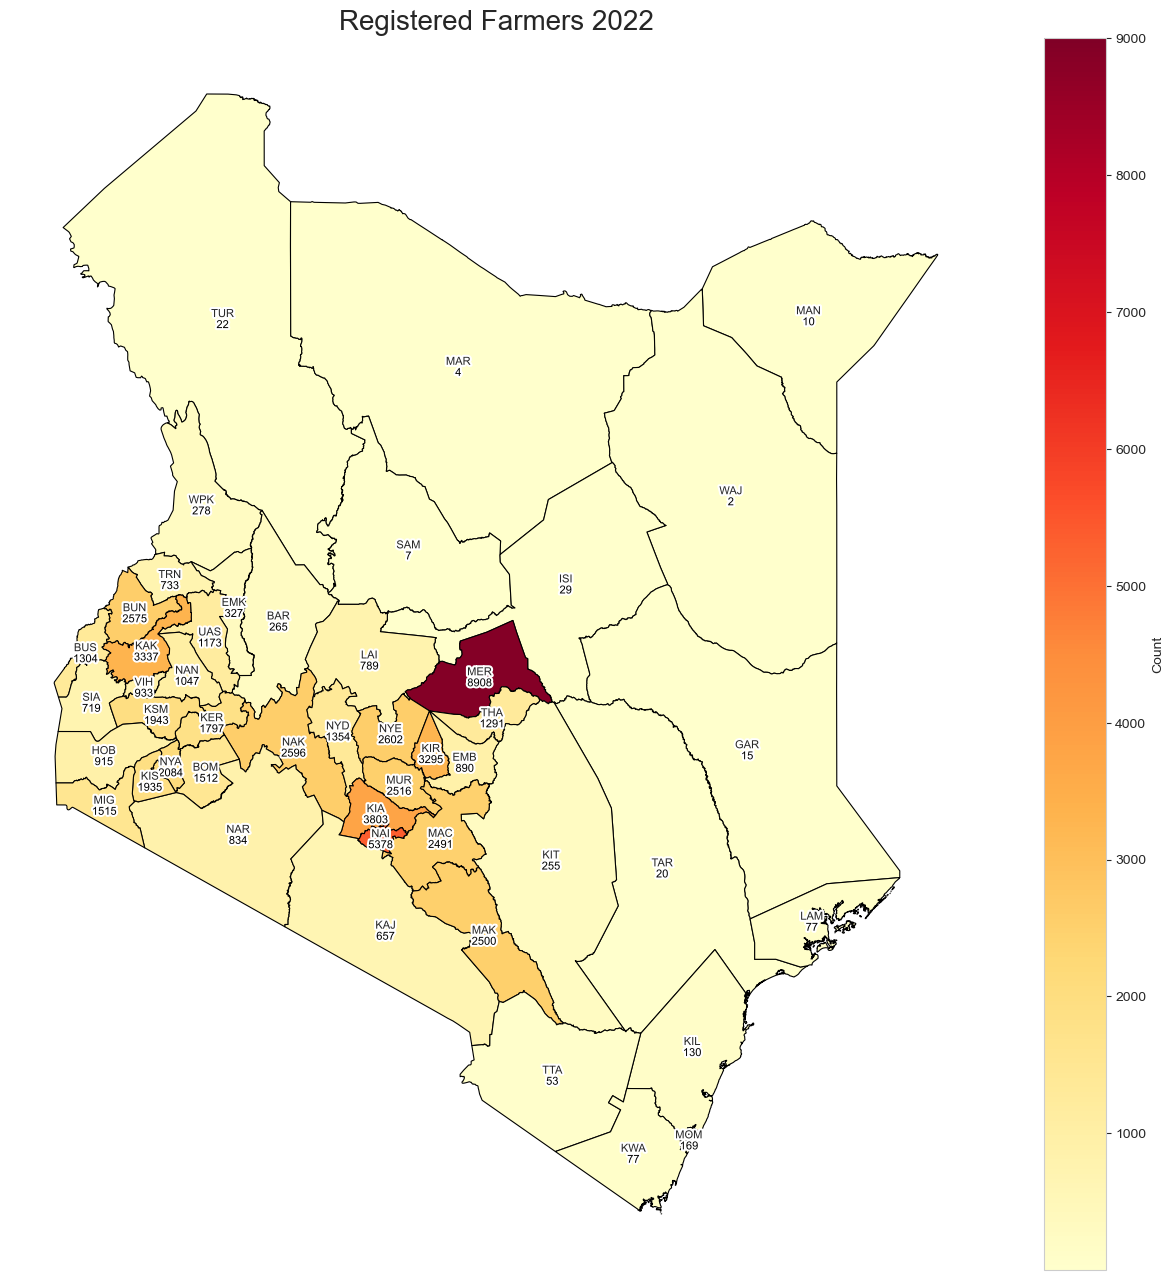 Registered Farmers 2022
9000
8000
7000
6000
5000
4000
3000
2000
1000
Count
TUR
22
MAN
10
MAR
4
WAJ
2
WPK
278
SAM
7
ISI
29
TRN
733
EMK
327
BUN
2575
BAR
265
UAS
1173
KAK
3337
BUS
1304
LAI
789
NAN
1047
MER
8908
VIH
933
SIA
719
KSM
1943
KER
1797
THA
1291
NYD
1354
NYE
2602
NAK
2596
KIR
3295
EMB
890
GAR
15
HOB
915
NYA
2084
BOM
1512
KIS
1935
MUR
2516
MIG
1515
KIA
3803
NAR
834
NAI
5378
MAC
2491
KIT
255
TAR
20
LAM
77
KAJ
657
MAK
2500
KIL
130
TTA
53
MOM
169
KWA
77